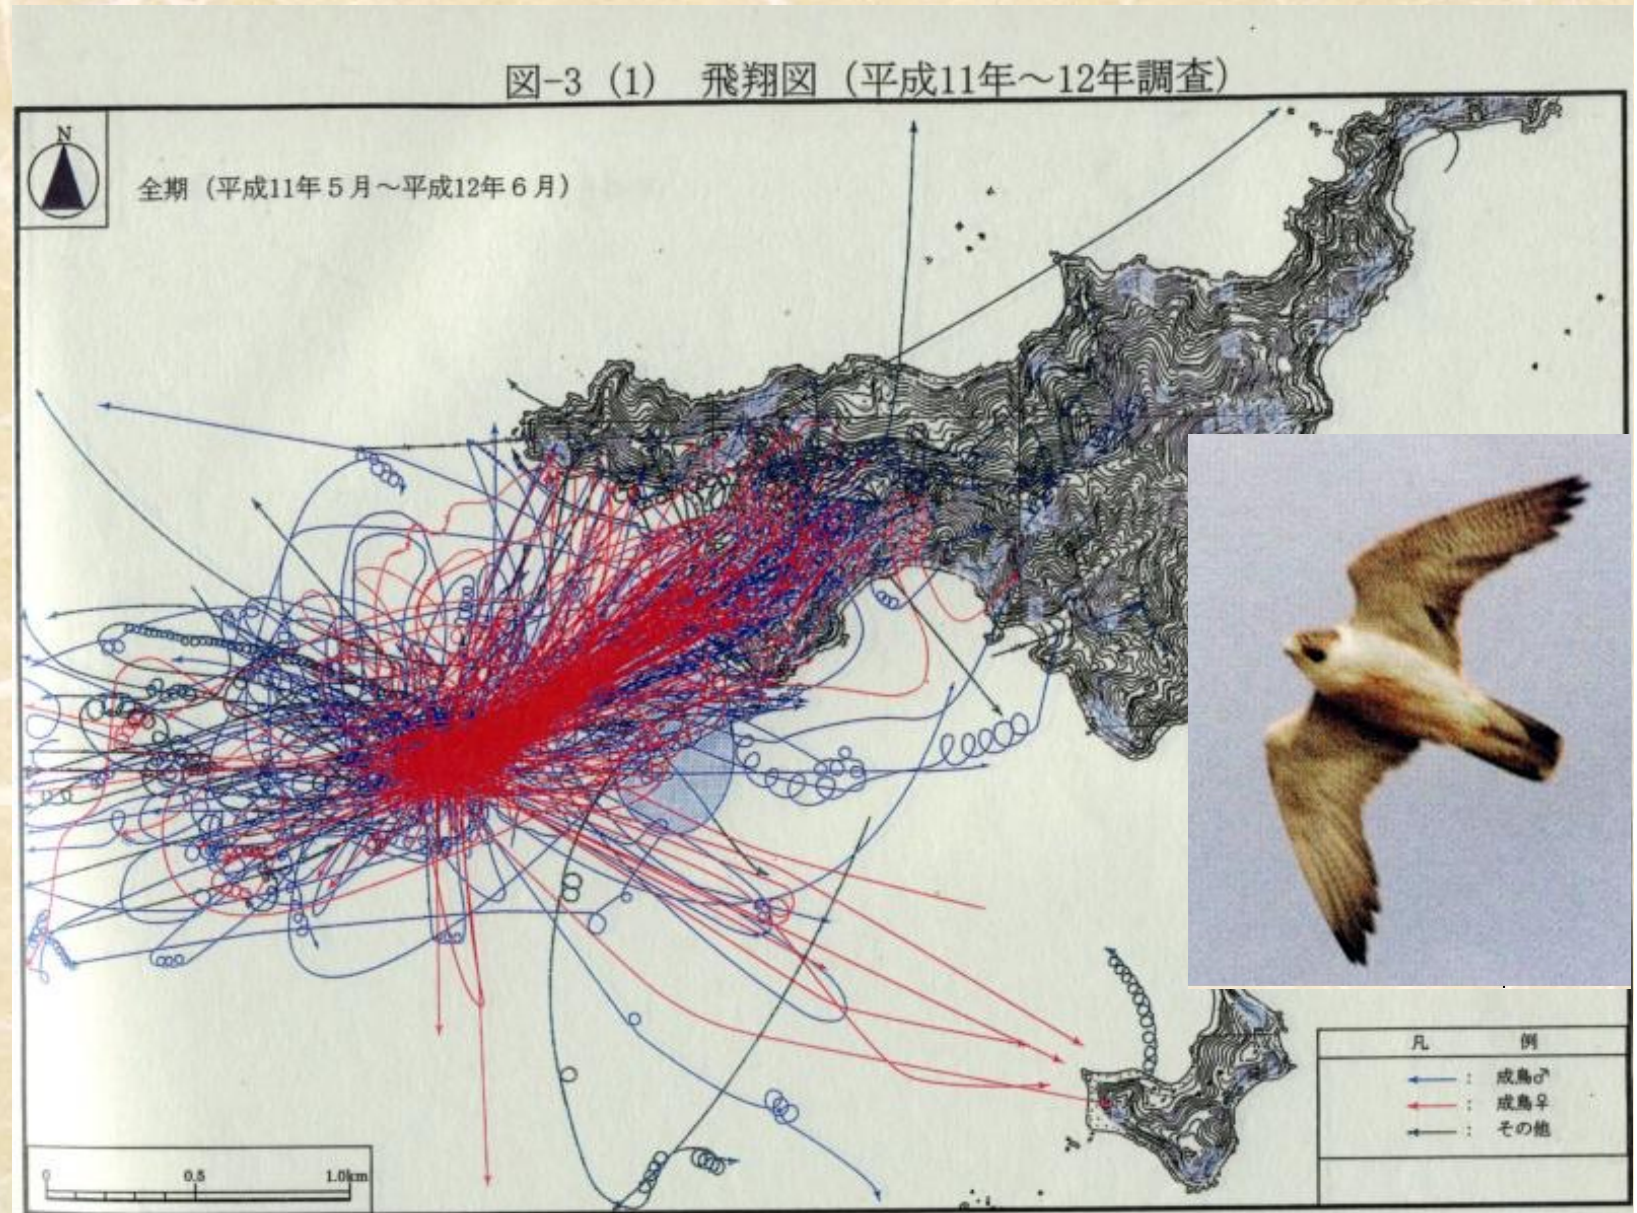 図-3 (1) 飛翔図 (平成11年～12年調査)
N
全期 (平成11年5月～平成12年6月)
凡 例
: 成鳥♂
: 成鳥♀
: その他
0 0.5 1.0km